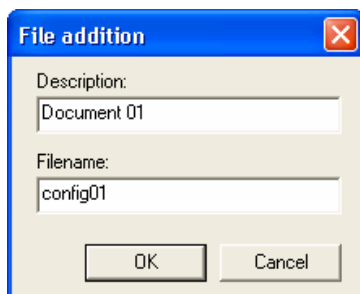 File addition
Description:
Document 01
Filename:
config01
OK Cancel